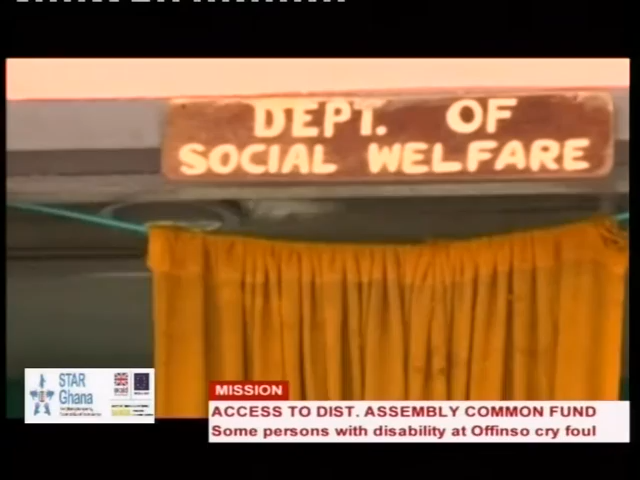 DEPT. OF
SOCIAL WELFARE
STAR
Ghana
MISSION
ACCESS TO DIST. ASSEMBLY COMMON FUND
Some persons with disability at Offinso cry foul